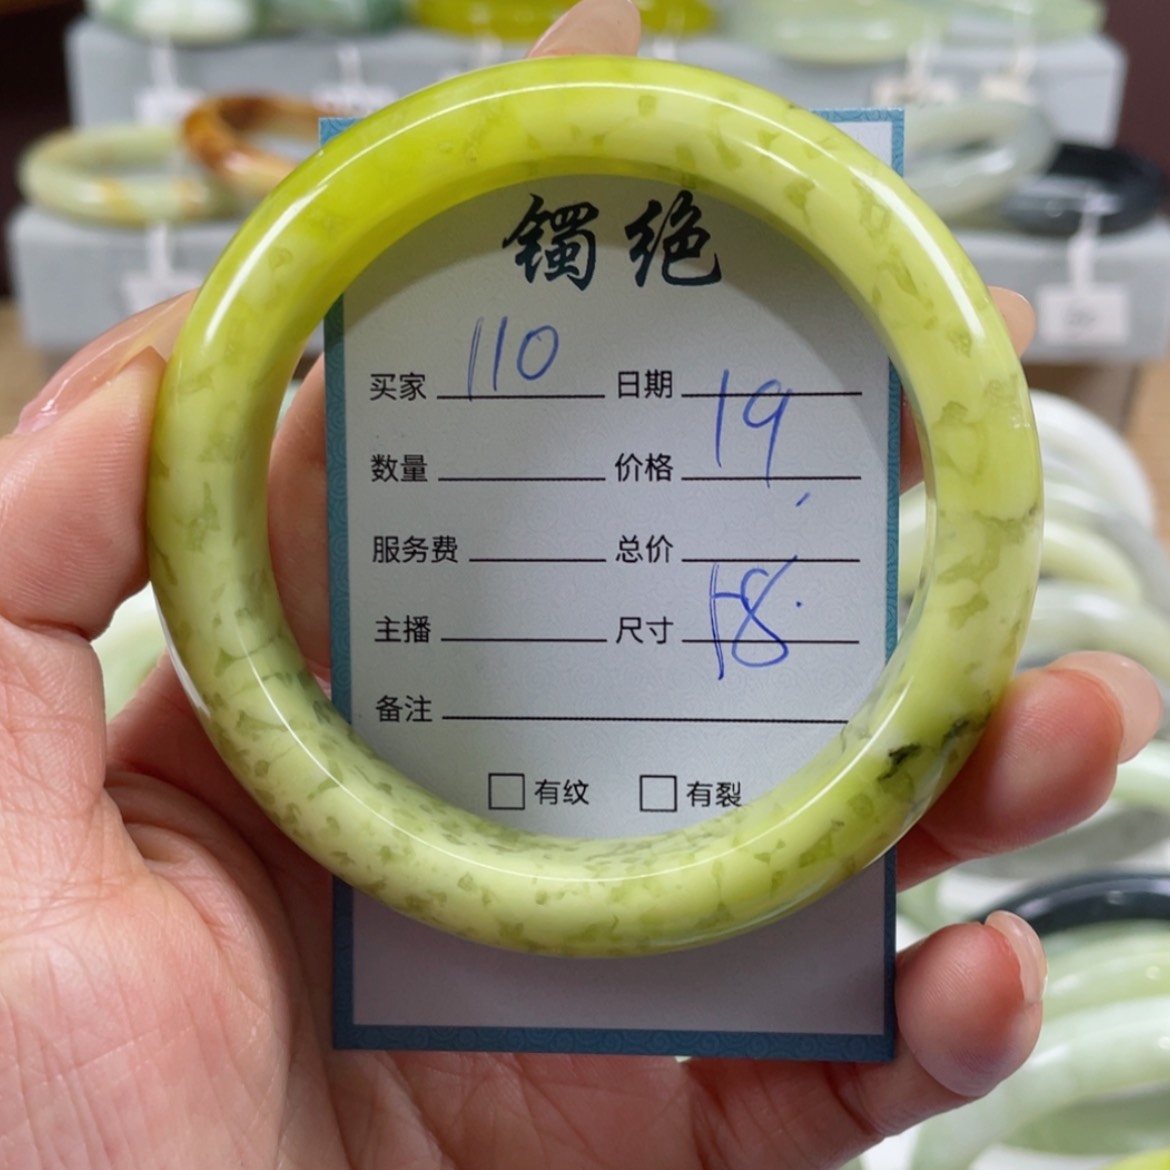 镯绝
买家 110 日期
数量 价格 19
服务费 总价
主播 尺寸 58
备注
有纹 有裂